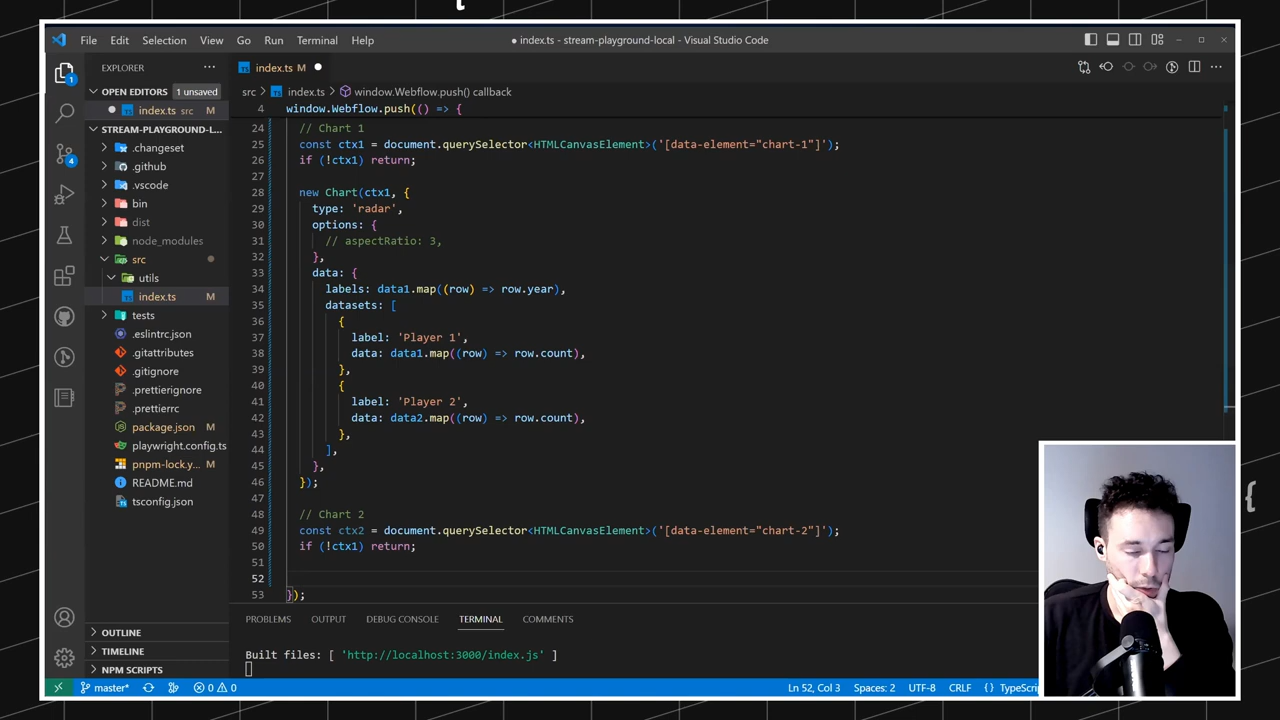 File Edit Selection View Go Run Terminal Help
● index.ts - stream-playground-local - Visual Studio Code
EXPLORER
OPEN EDITORS 1 unsaved
index.ts src M
STREAM-PLAYGROUND-L...
.changeset
.github
.vscode
bin
dist
node_modules
src
utils
index.ts M
tests
.eslintrc.json
.gitattributes
.gitignore
.prettierignore
.prettierrc
package.json M
playwright.config.ts
pnpm-lock.y... M
README.md
tsconfig.json
OUTLINE
TIMELINE
NPM SCRIPTS
1
4
index.ts M
src > index.ts > window.Webflow.push() callback
4 window.Webflow.push(() => {
24 // Chart 1
25 const ctx1 = document.querySelector<HTMLCanvasElement>('[data-element="chart-1"]');
26 if (!ctx1) return;
27
28 new Chart(ctx1, {
29 type: 'radar',
30 options: {
31 // aspectRatio: 3,
32 },
33 data: {
34 labels: data1.map((row) => row.year),
35 datasets: [
36 {
37 label: 'Player 1',
38 data: data1.map((row) => row.count),
39 },
40 {
41 label: 'Player 2',
42 data: data2.map((row) => row.count),
43 },
44 ],
45 },
46 });
47
48 // Chart 2
49 const ctx2 = document.querySelector<HTMLCanvasElement>('[data-element="chart-2"]');
50 if (!ctx1) return;
51
52
53 });
PROBLEMS OUTPUT DEBUG CONSOLE TERMINAL COMMENTS
Built files: [ 'http://localhost:3000/index.js' ]
master* 0 0 Ln 52, Col 3 Spaces: 2 UTF-8 CRLF {} TypeScrip